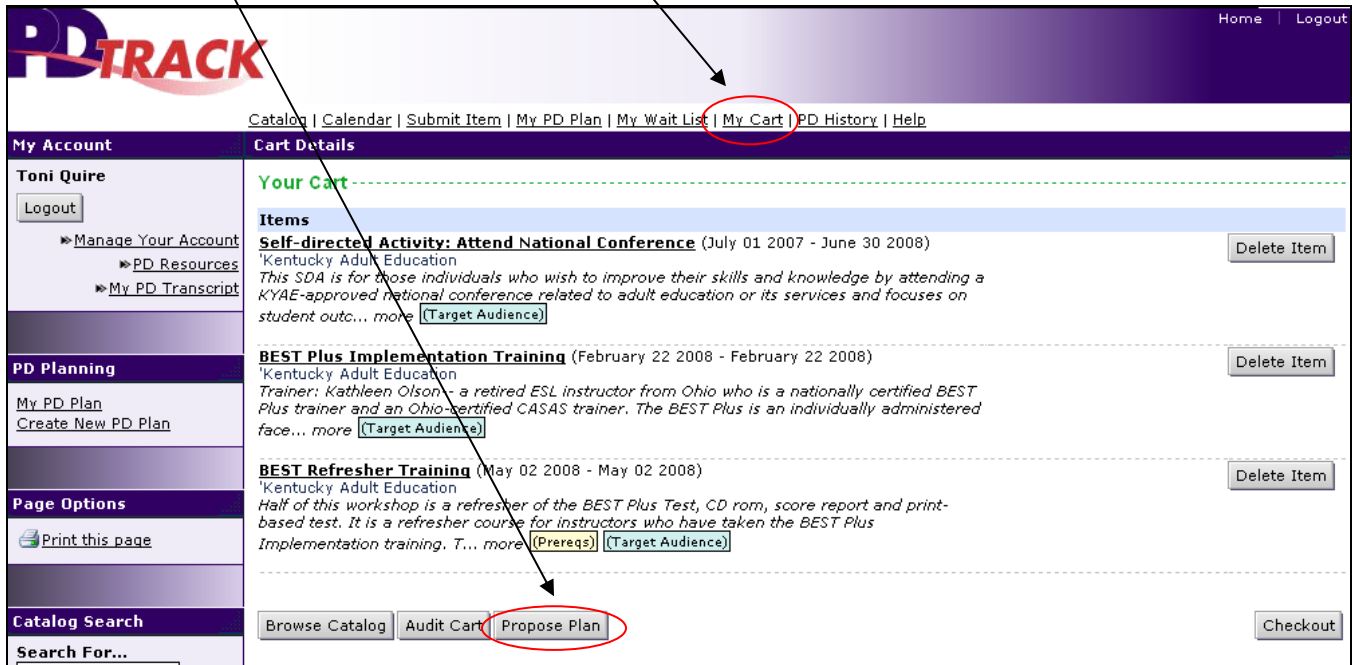 PDTRACK
Home | Logout
Catalog | Calendar | Submit Item | My PD Plan | My Wait List | My Cart | PD History | Help
My Account
Toni Quire
Logout
Manage Your Account
PD Resources
My PD Transcript
PD Planning
My PD Plan
Create New PD Plan
Page Options
Print this page
Catalog Search
Search For...
Cart Details
Your Cart
Items
Self-directed Activity: Attend National Conference (July 01 2007 - June 30 2008)
Delete Item
'Kentucky Adult Education
This SDA is for those individuals who wish to improve their skills and knowledge by attending a
KYAE-approved national conference related to adult education or its services and focuses on
student outc... more (Target Audience)
BEST Plus Implementation Training (February 22 2008 - February 22 2008)
Delete Item
'Kentucky Adult Education
Trainer: Kathleen Olson - a retired ESL instructor from Ohio who is a nationally certified BEST
Plus trainer and an Ohio-certified CASAS trainer. The BEST Plus is an individually administered
face... more (Target Audience)
BEST Refresher Training (May 02 2008 - May 02 2008)
Delete Item
'Kentucky Adult Education
Half of this workshop is a refresher of the BEST Plus Test, CD rom, score report and print-
based test. It is a refresher course for instructors who have taken the BEST Plus
Implementation training. T... more (Prereqs) (Target Audience)
Browse Catalog Audit Cart Propose Plan Checkout